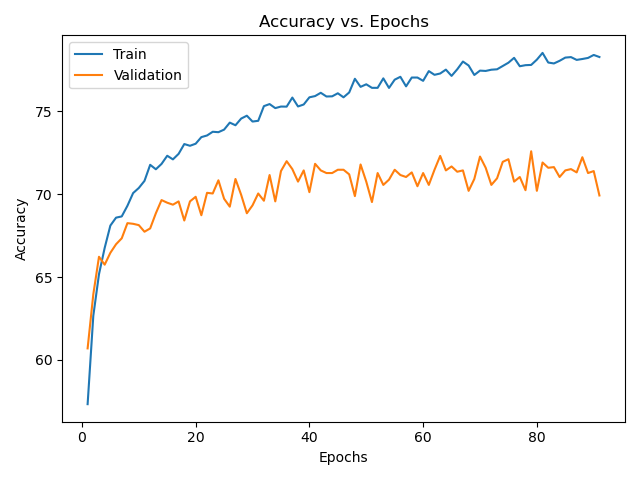 Accuracy vs. Epochs
Train
Validation
75
70
65
60
Accuracy
0 20 40 60 80
Epochs